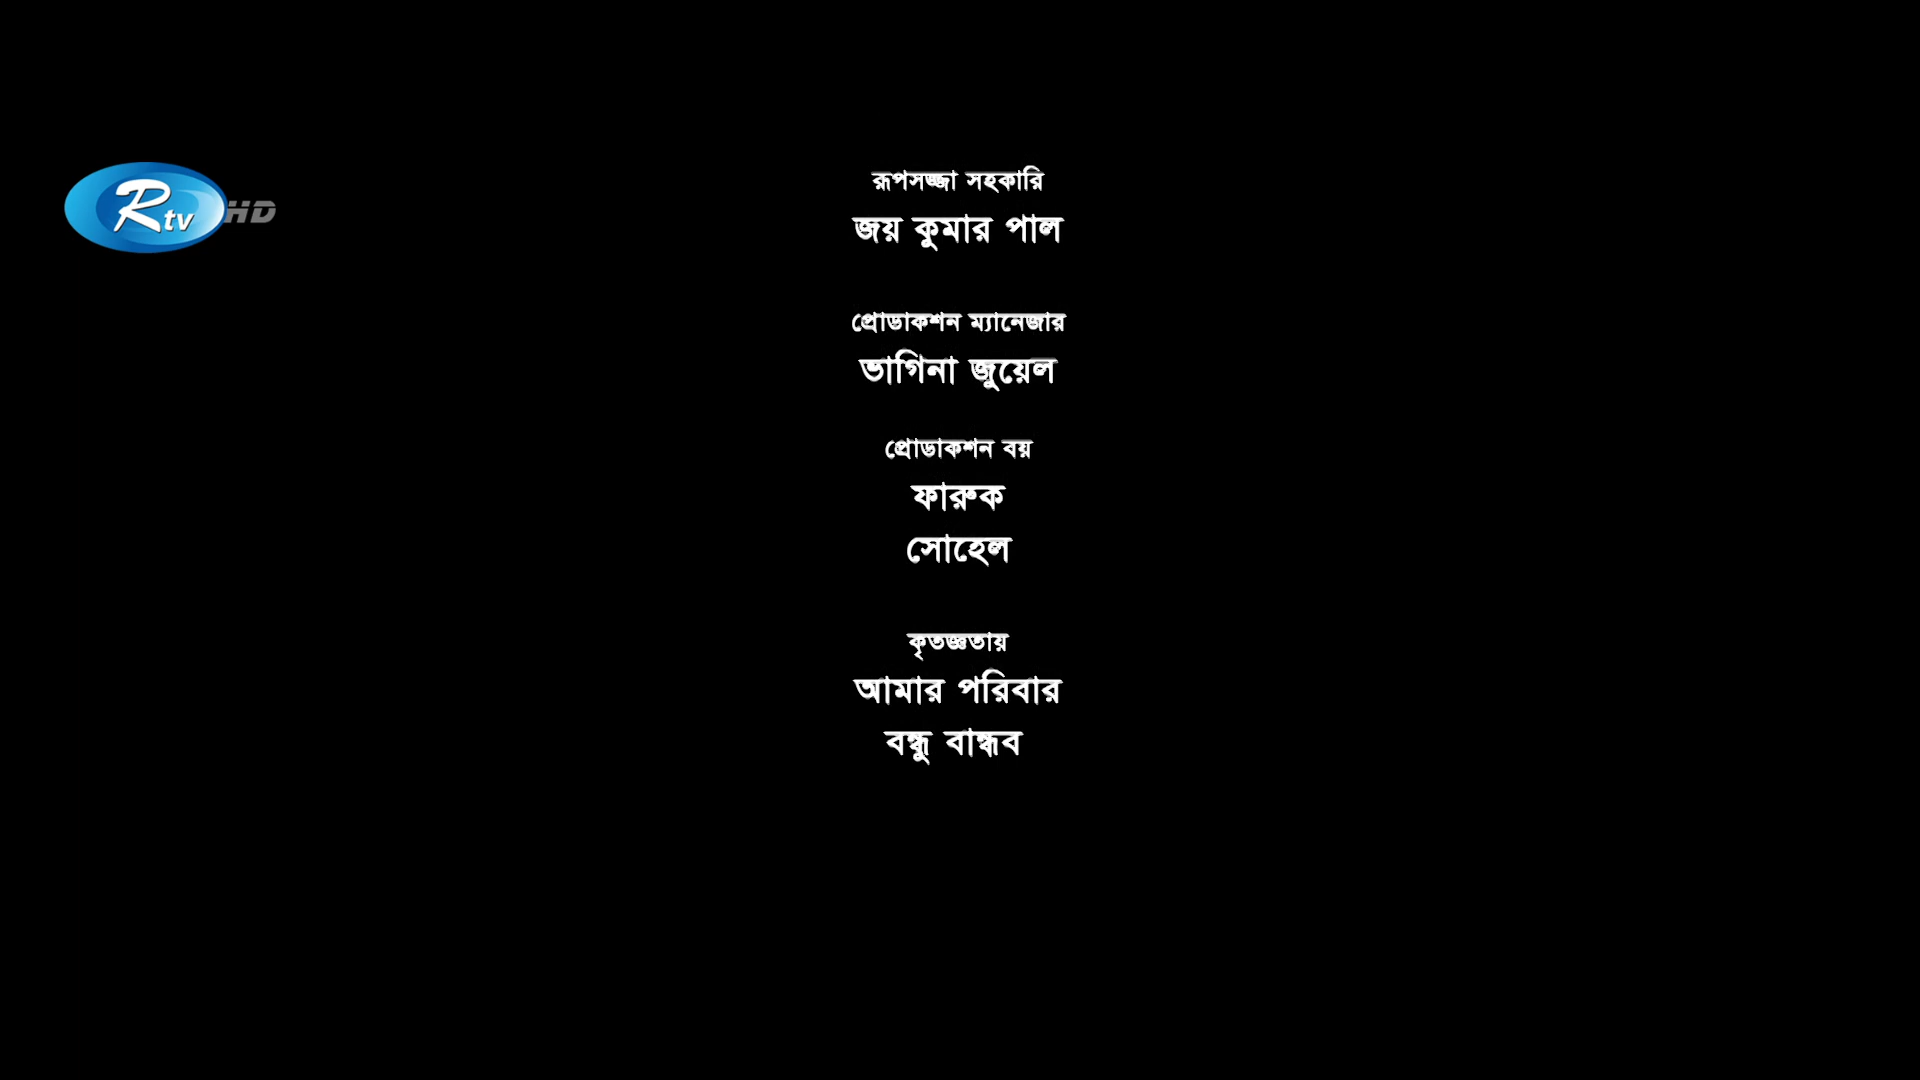 Rtv HD
রূপসজ্জা সহকারি
জয় কুমার পাল
প্রোডাকশন ম্যানেজার
ভাগিনা জুয়েল
প্রোডাকশন বয়
ফারুক
সোহেল
কৃতজ্ঞতায়
আমার পরিবার
বন্ধু বান্ধব